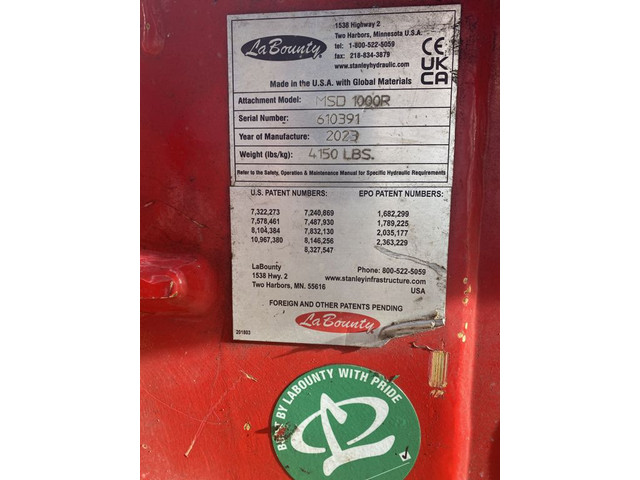 LaBounty
1538 Highway 2
Two Harbors, Minnesota U.S.A.
tel: 1-800-522-5059
fax: 218-834-3879
www.stanleyhydraulic.com
CE
UK
CA
Made in the U.S.A. with Global Materials
Attachment Model: MSD 1000R
Serial Number: 610391
Year of Manufacture: 2023
Weight (lbs/kg): 4150 LBS.
Refer to the Safety, Operation & Maintenance Manual for Specific Hydraulic Requirements
U.S. PATENT NUMBERS: EPO PATENT NUMBERS:
7,322,273 7,240,869 1,682,299
7,578,461 7,487,930 1,789,225
8,104,384 7,832,130 2,035,177
10,967,380 8,146,256 2,363,229
8,327,547
LaBounty Phone: 800-522-5059
1538 Hwy. 2 www.stanleyinfrastructure.com
Two Harbors, MN. 55616 USA
FOREIGN AND OTHER PATENTS PENDING
LaBounty
201803
BUILT BY LABOUNTY WITH PRIDE